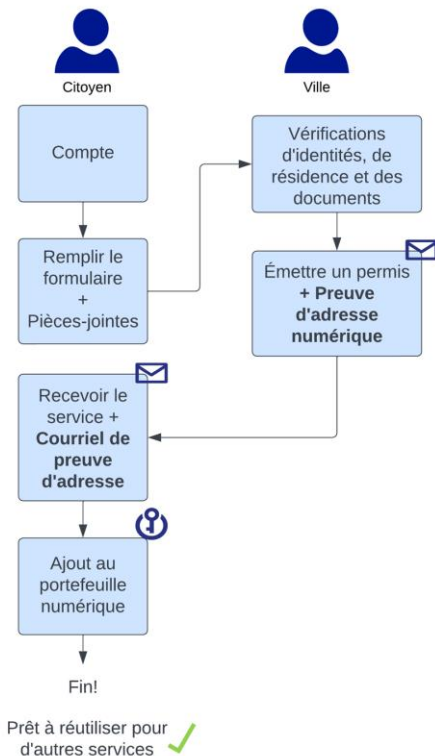 Citoyen
Ville
Compte
Vérifications
d'identités, de
résidence et des
documents
Remplir le
formulaire
+
Pièces-jointes
Émettre un permis
+ Preuve
d'adresse
numérique
Recevoir le
service +
Courriel de
preuve
d'adresse
Ajout au
portefeuille
numérique
Fin!
Prêt à réutiliser pour
d'autres services